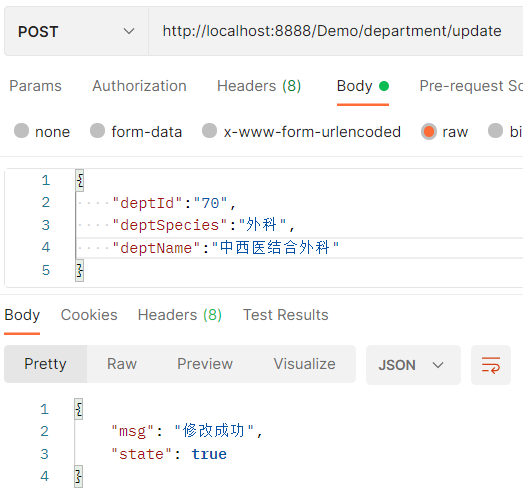 POST http://localhost:8888/Demo/department/update
Params Authorization Headers (8) Body Pre-request Sc
none form-data x-www-form-urlencoded raw bi
1 {
2 "deptId":"70",
3 "deptSpecies":"外科",
4 "deptName":"中西医结合外科"
5 }
Body Cookies Headers (8) Test Results
Pretty Raw Preview Visualize JSON
1 {
2 "msg": "修改成功",
3 "state": true
4 }